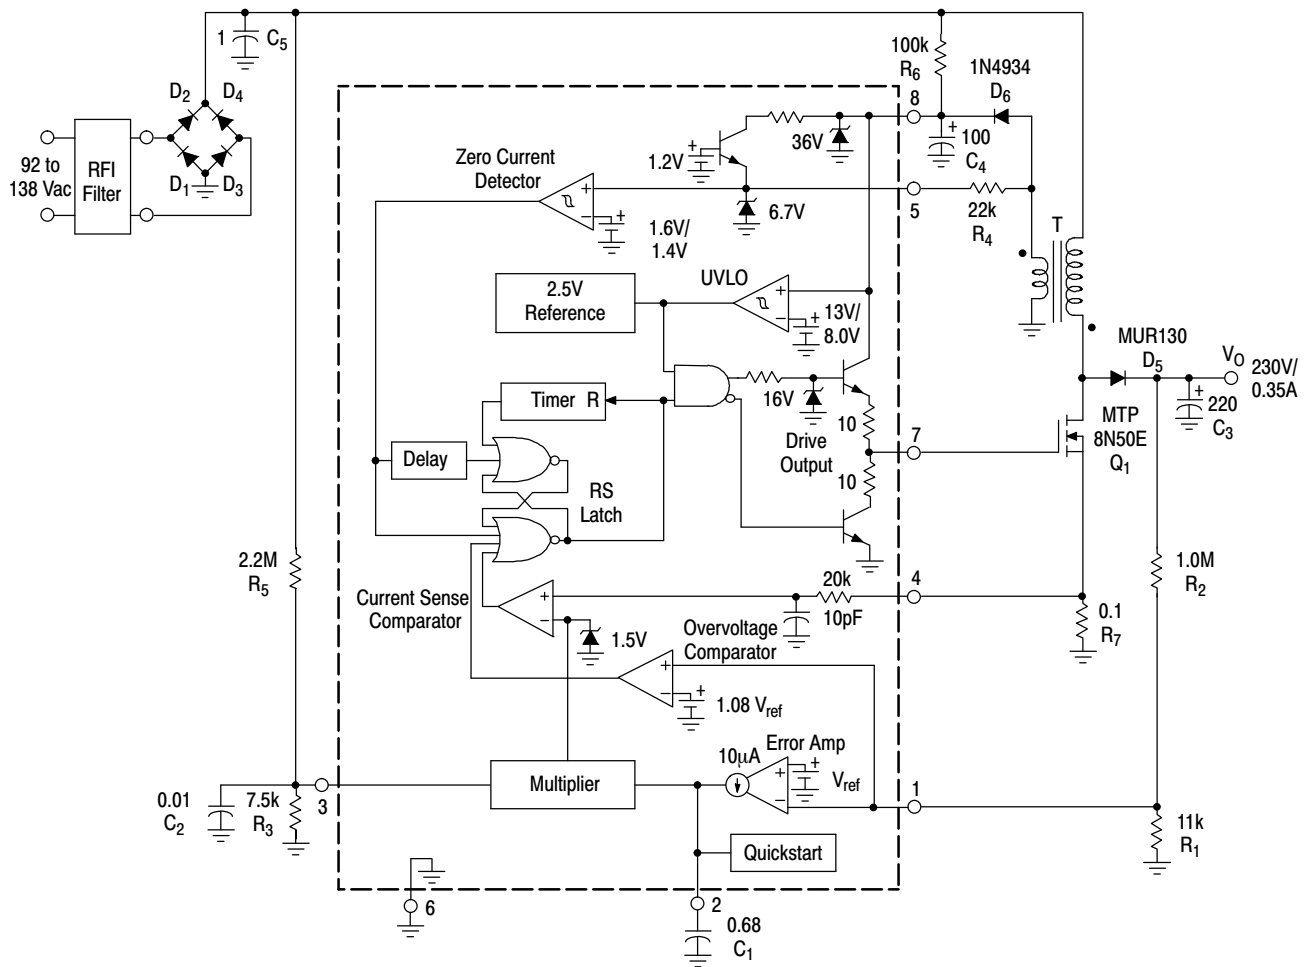 1
C5
D2
D4
D1
D3
92 to
138 Vac
RFI
Filter
100k
R6
1N4934
D6
8
100
C4
36V
1.2V
Zero Current
Detector
6.7V
1.6V/
1.4V
5
22k
R4
T
2.5V
Reference
UVLO
13V/
8.0V
MUR130
D5
VO
230V/
0.35A
220
C3
MTP
8N50E
Q1
Timer R
16V
10
Drive
Output
10
7
Delay
RS
Latch
2.2M
R5
1.0M
R2
Current Sense
Comparator
20k
10pF
4
0.1
R7
1.5V
Overvoltage
Comparator
1.08 Vref
Error Amp
10μA
Vref
1
Multiplier
0.01
C2
7.5k
R3
3
11k
R1
Quickstart
6
2
0.68
C1